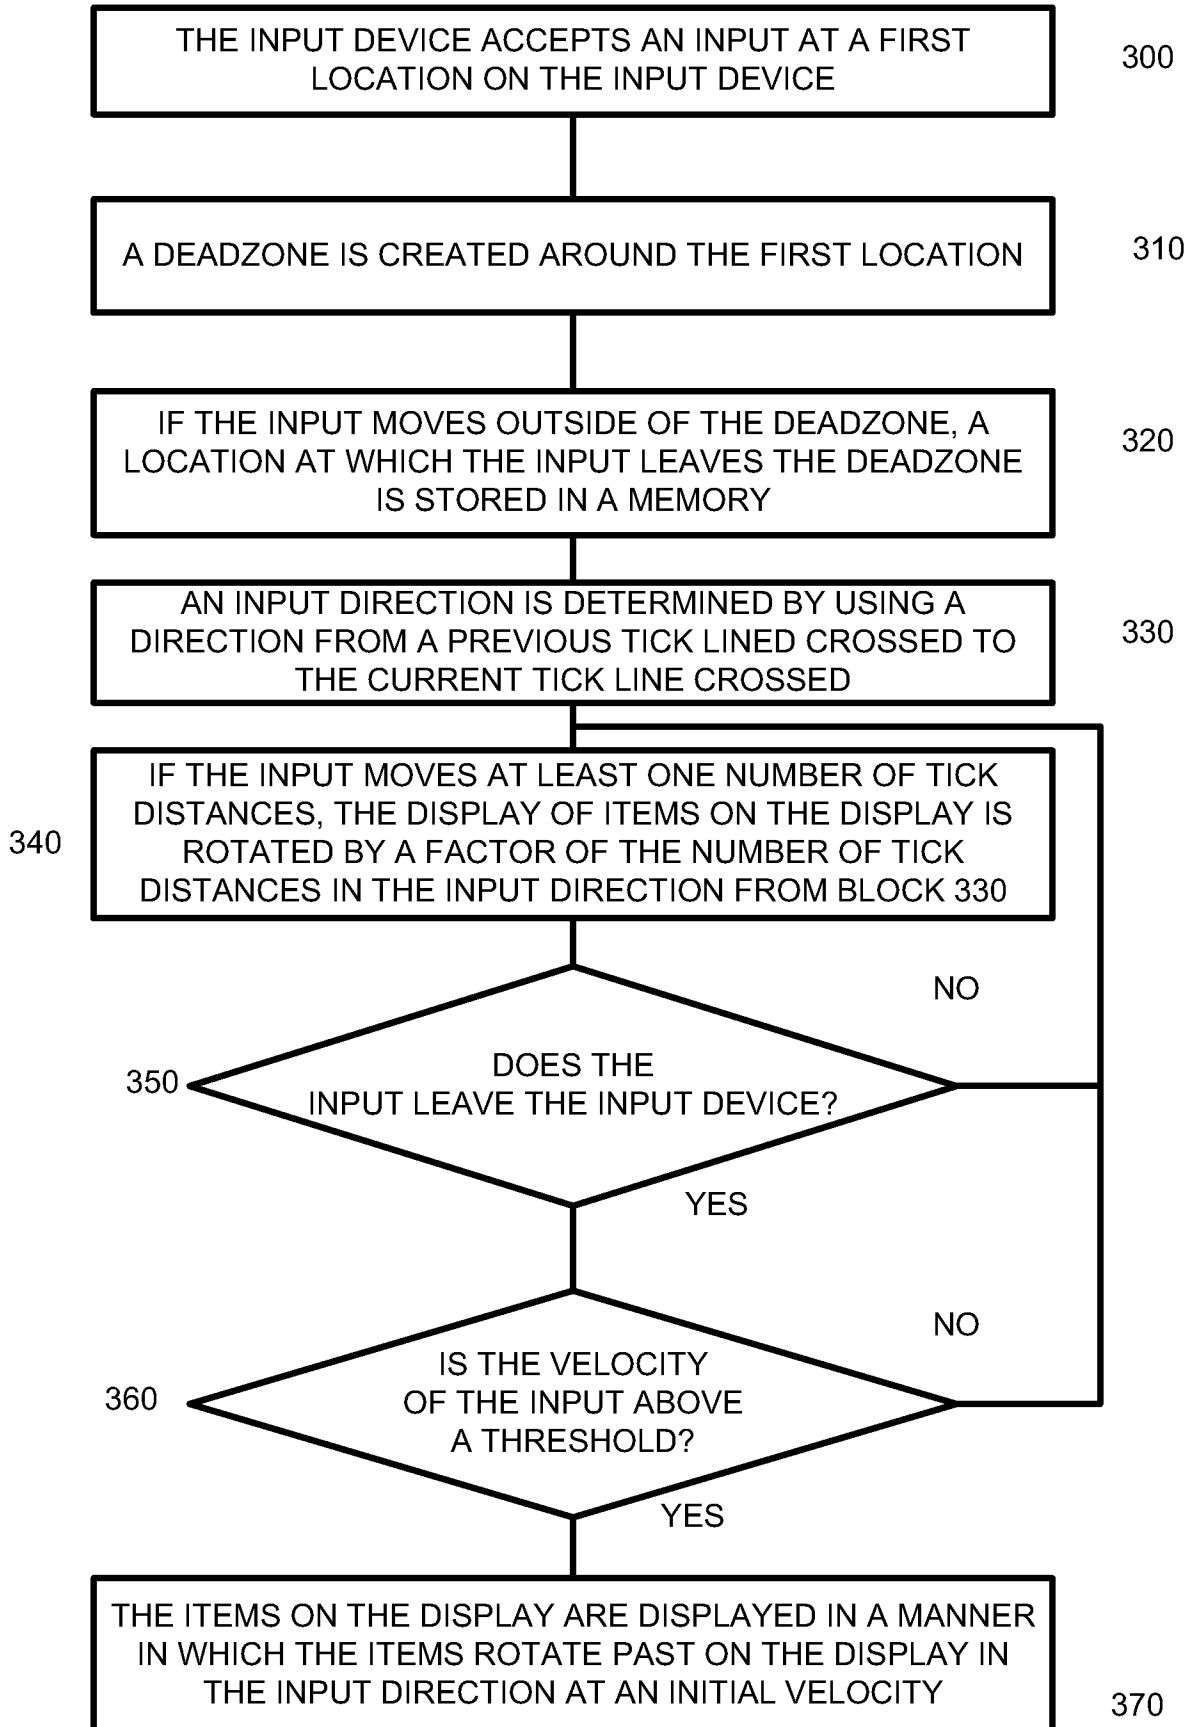 THE INPUT DEVICE ACCEPTS AN INPUT AT A FIRST
LOCATION ON THE INPUT DEVICE
300
A DEADZONE IS CREATED AROUND THE FIRST LOCATION
310
IF THE INPUT MOVES OUTSIDE OF THE DEADZONE, A
LOCATION AT WHICH THE INPUT LEAVES THE DEADZONE
IS STORED IN A MEMORY
320
AN INPUT DIRECTION IS DETERMINED BY USING A
DIRECTION FROM A PREVIOUS TICK LINED CROSSED TO
THE CURRENT TICK LINE CROSSED
330
IF THE INPUT MOVES AT LEAST ONE NUMBER OF TICK
DISTANCES, THE DISPLAY OF ITEMS ON THE DISPLAY IS
ROTATED BY A FACTOR OF THE NUMBER OF TICK
DISTANCES IN THE INPUT DIRECTION FROM BLOCK 330
340
NO
DOES THE
INPUT LEAVE THE INPUT DEVICE?
350
YES
NO
IS THE VELOCITY
OF THE INPUT ABOVE
A THRESHOLD?
360
YES
THE ITEMS ON THE DISPLAY ARE DISPLAYED IN A MANNER
IN WHICH THE ITEMS ROTATE PAST ON THE DISPLAY IN
THE INPUT DIRECTION AT AN INITIAL VELOCITY
370